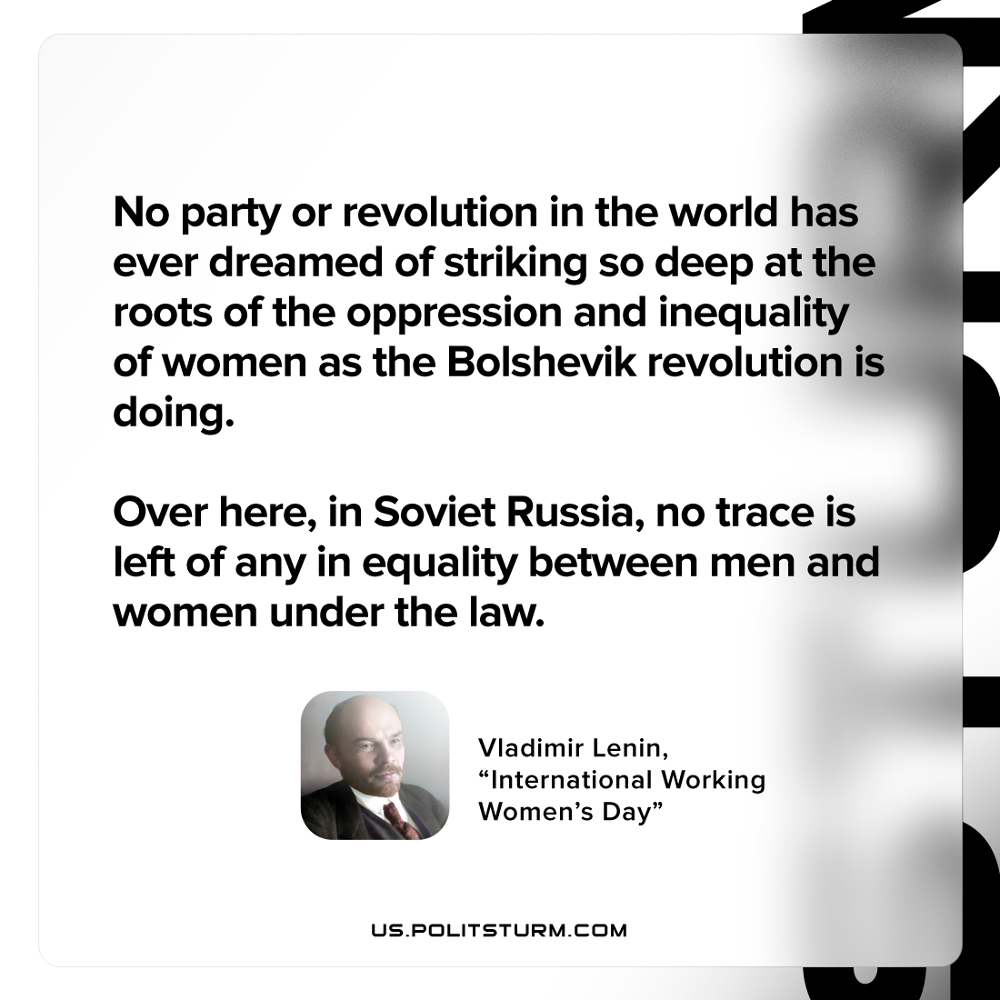 No party or revolution in the world has
ever dreamed of striking so deep at the
roots of the oppression and inequality
of women as the Bolshevik revolution is
doing.
Over here, in Soviet Russia, no trace is
left of any in equality between men and
women under the law.
Vladimir Lenin,
“International Working
Women’s Day”
US.POLITSTURM.COM